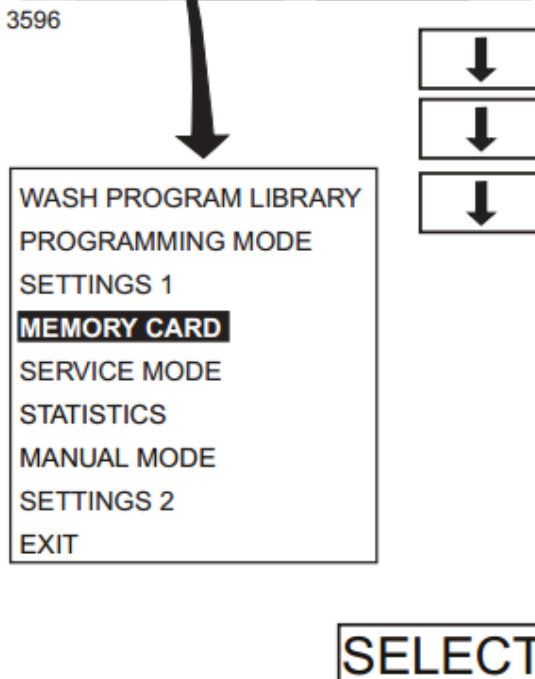 3596
WASH PROGRAM LIBRARY
PROGRAMMING MODE
SETTINGS 1
MEMORY CARD
SERVICE MODE
STATISTICS
MANUAL MODE
SETTINGS 2
EXIT
SELECT